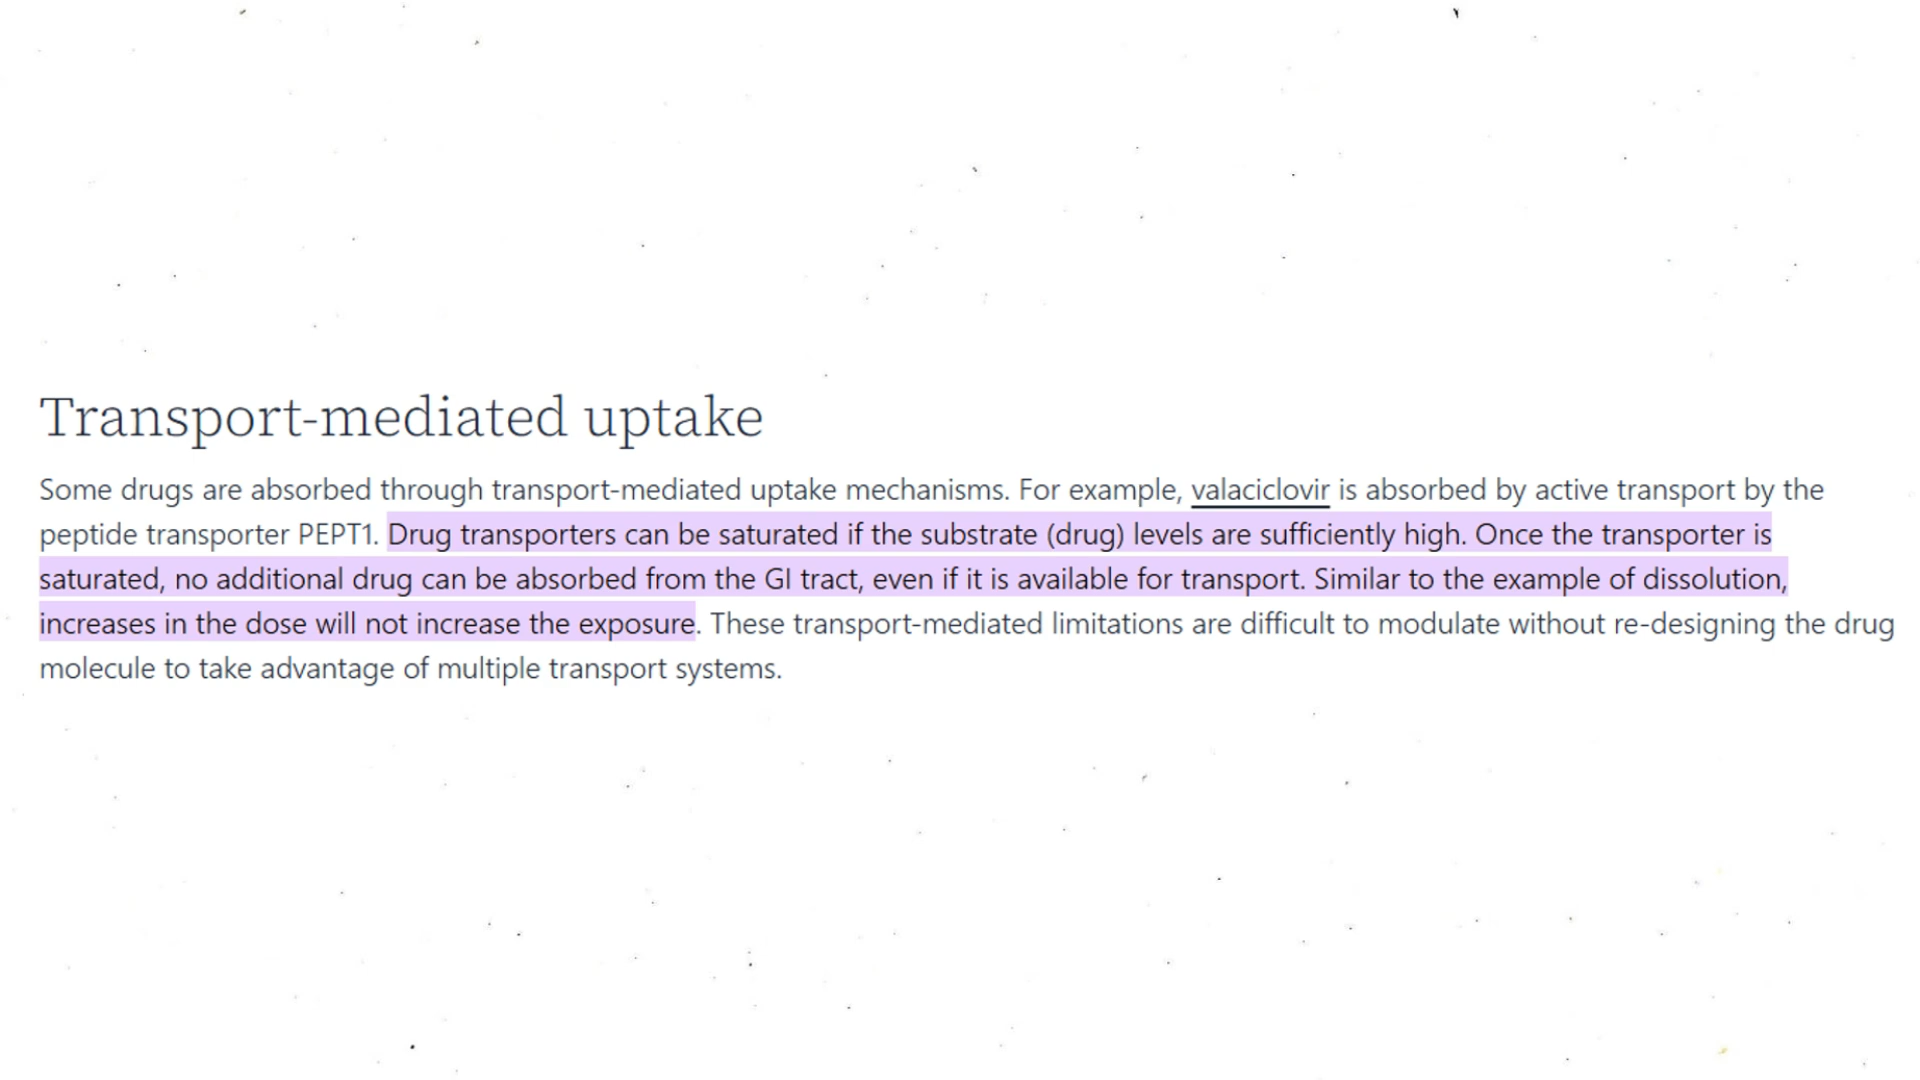 Transport-mediated uptake
Some drugs are absorbed through transport-mediated uptake mechanisms. For example, valaciclovir is absorbed by active transport by the
peptide transporter PEPT1. Drug transporters can be saturated if the substrate (drug) levels are sufficiently high. Once the transporter is
saturated, no additional drug can be absorbed from the GI tract, even if it is available for transport. Similar to the example of dissolution,
increases in the dose will not increase the exposure. These transport-mediated limitations are difficult to modulate without re-designing the drug
molecule to take advantage of multiple transport systems.